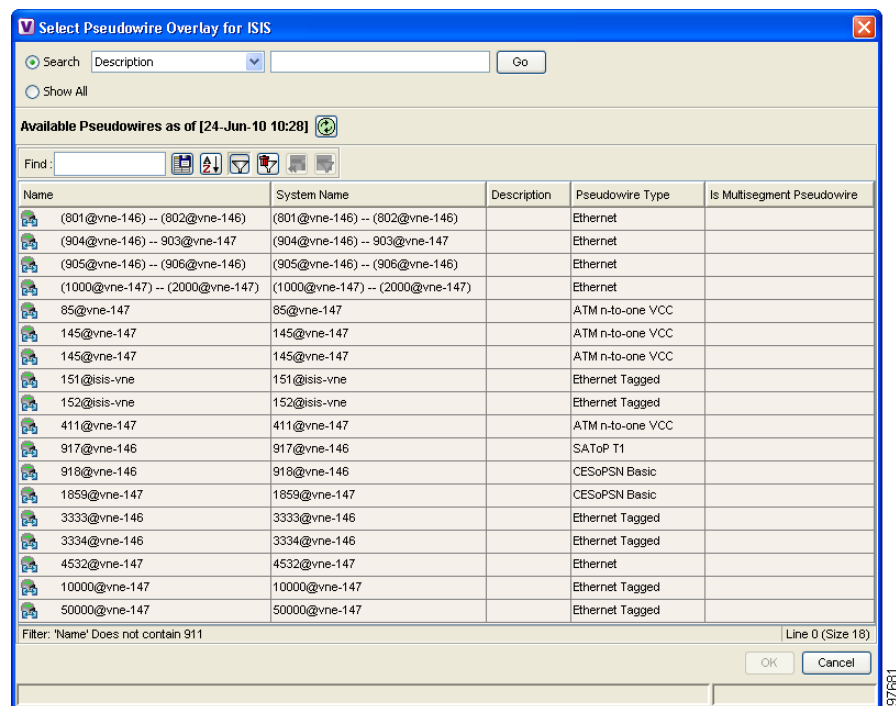 Select Pseudowire Overlay for ISIS
Search Description Go
Show All
Available Pseudowires as of [24-Jun-10 10:28]
Find :
Name System Name Description Pseudowire Type Is Multisegment Pseudowire
(801@vne-146) -- (802@vne-146) (801@vne-146) -- (802@vne-146) Ethernet
(904@vne-146) -- 903@vne-147 (904@vne-146) -- 903@vne-147 Ethernet
(905@vne-146) -- (906@vne-146) (905@vne-146) -- (906@vne-146) Ethernet
(1000@vne-147) -- (2000@vne-147) (1000@vne-147) -- (2000@vne-147) Ethernet
85@vne-147 85@vne-147 ATM n-to-one VCC
145@vne-147 145@vne-147 ATM n-to-one VCC
145@vne-147 145@vne-147 ATM n-to-one VCC
151@isis-vne 151@isis-vne Ethernet Tagged
152@isis-vne 152@isis-vne Ethernet Tagged
411@vne-147 411@vne-147 ATM n-to-one VCC
917@vne-146 917@vne-146 SAToP T1
918@vne-146 918@vne-146 CESoPSN Basic
1859@vne-147 1859@vne-147 CESoPSN Basic
3333@vne-146 3333@vne-146 Ethernet Tagged
3334@vne-146 3334@vne-146 Ethernet Tagged
4532@vne-147 4532@vne-147 Ethernet
10000@vne-147 10000@vne-147 Ethernet Tagged
50000@vne-147 50000@vne-147 Ethernet Tagged
Filter: 'Name' Does not contain 911 Line 0 (Size 18)
OK Cancel